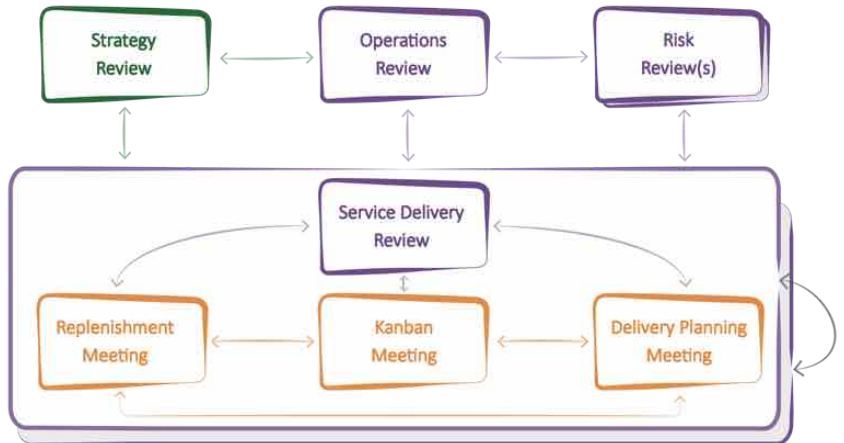 Strategy
Review
Operations
Review
Risk
Review(s)
Service Delivery
Review
Replenishment
Meeting
Kanban
Meeting
Delivery Planning
Meeting